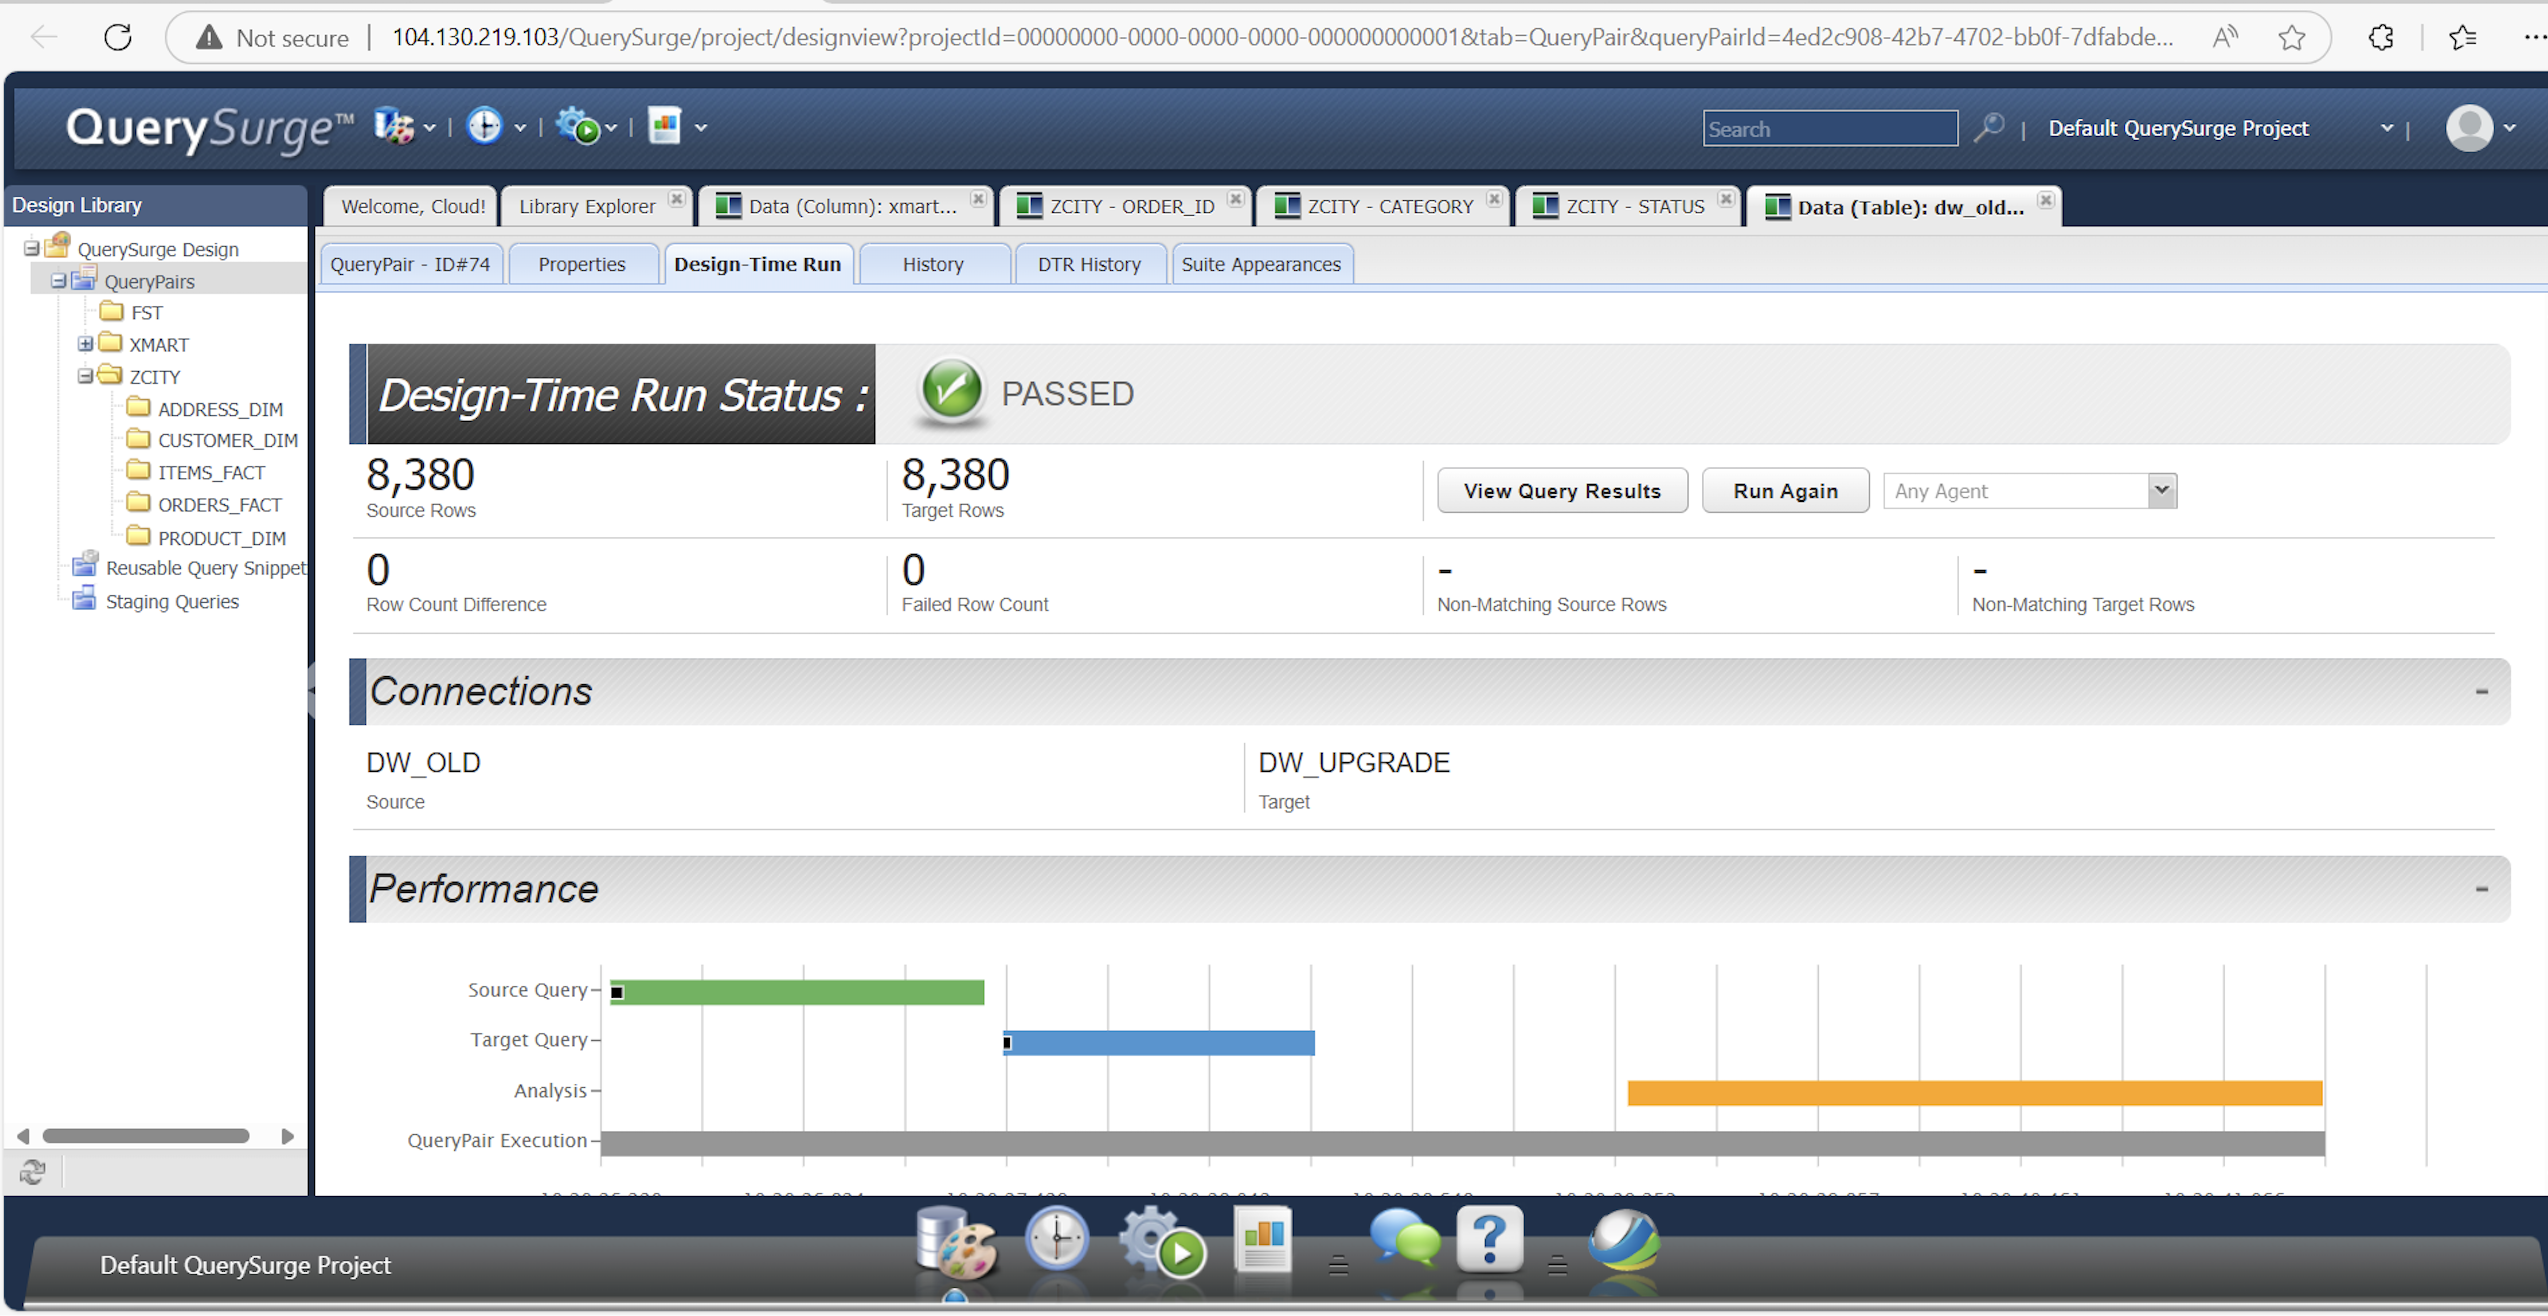 Not secure
104.130.219.103/QuerySurge/project/designview?projectId=00000000-0000-0000-0000-000000000001&tab=QueryPair&queryPairId=4ed2c908-42b7-4702-bb0f-7dfabde...
QuerySurge™
Search
Default QuerySurge Project
Design Library
Welcome, Cloud!
Library Explorer
Data (Column): xmart...
ZCITY - ORDER_ID
ZCITY - CATEGORY
ZCITY - STATUS
Data (Table): dw_old...
QueryPair - ID#74
Properties
Design-Time Run
History
DTR History
Suite Appearances
QuerySurge Design
QueryPairs
FST
XMART
ZCITY
ADDRESS_DIM
CUSTOMER_DIM
ITEMS_FACT
ORDERS_FACT
PRODUCT_DIM
Reusable Query Snippet
Staging Queries
Design-Time Run Status :
PASSED
8,380
Source Rows
8,380
Target Rows
View Query Results
Run Again
Any Agent
0
Row Count Difference
0
Failed Row Count
-
Non-Matching Source Rows
-
Non-Matching Target Rows
Connections
DW_OLD
Source
DW_UPGRADE
Target
Performance
Source Query
Target Query
Analysis
QueryPair Execution
Default QuerySurge Project